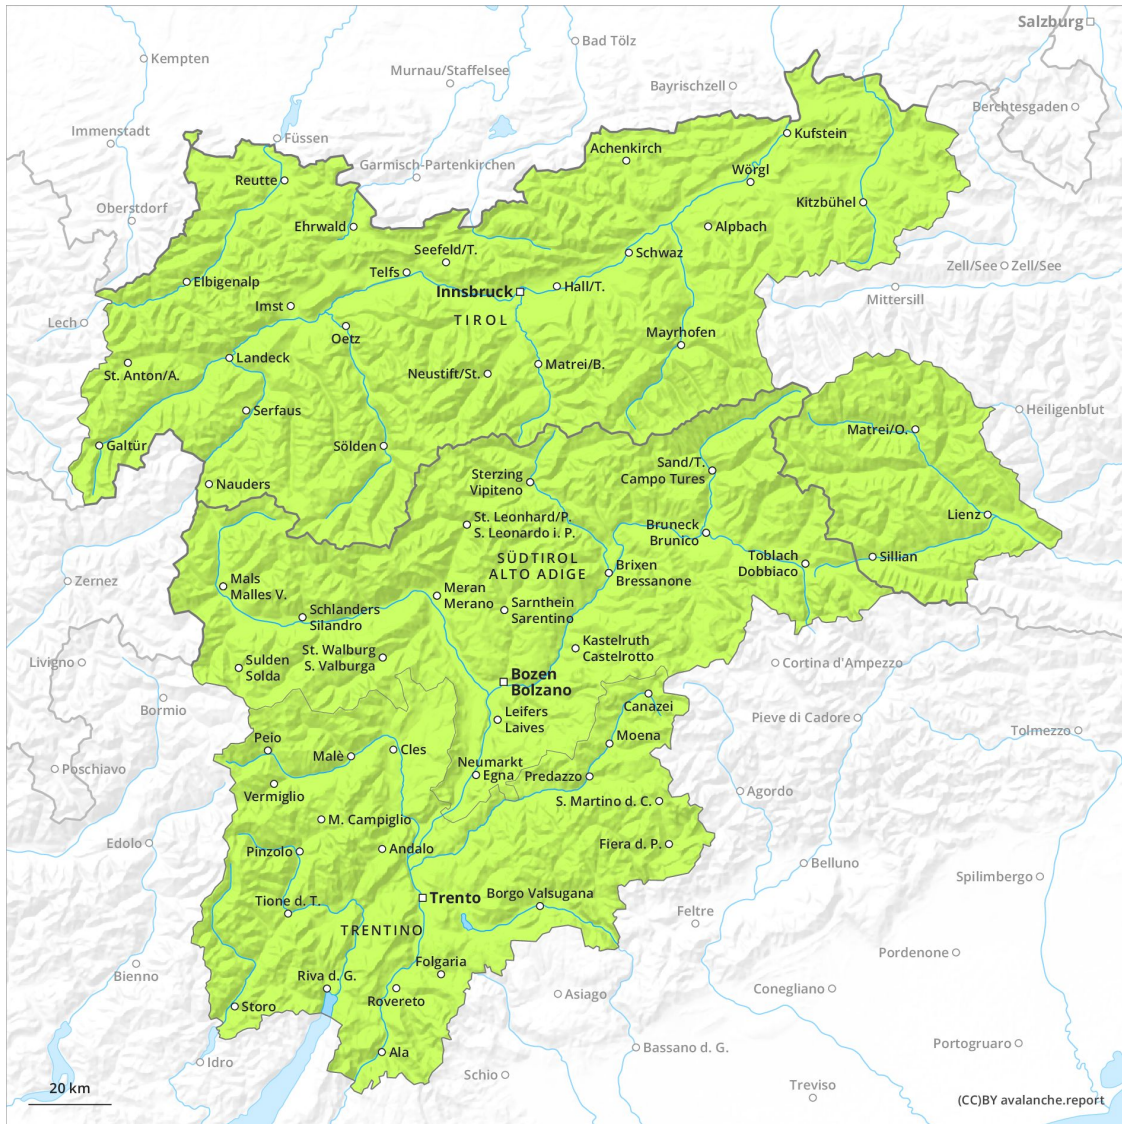 Salzburg
Bad Tölz
Kempten
Murnau/Staffelsee
Bayrischzell
Berchtesgaden
Immenstadt
Füssen
Kufstein
Achenkirch
Garmisch-Partenkirchen
Wörgl
Reutte
Oberstdorf
Kitzbühel
Ehrwald
Alpbach
Seefeld/T.
Schwaz
Telfs
Zell/See
Zell/See
Elbigenalp
Hall/T.
Innsbruck
Mittersill
Imst
TIROL
Lech
Mayrhofen
Oetz
Landeck
Matrei/B.
St. Anton/A.
Neustift/St.
Serfaus
Heiligenblut
Matrei/O.
Galtür
Sölden
Sand/T.
Campo Tures
Sterzing
Vipiteno
Nauders
Lienz
St. Leonhard/P.
S. Leonardo i. P.
Bruneck
Brunico
SÜDTIROL
ALTO ADIGE
Toblach
Dobbiaco
Sillian
Brixen
Bressanone
Zernez
Mals
Malles V.
Meran
Merano
Sarnthein
Sarentino
Schlanders
Silandro
Kastelruth
Castelrotto
St. Walburg
S. Valburga
Livigno
Sulden
Solda
Cortina d'Ampezzo
Bozen
Bolzano
Bormio
Canazei
Leifers
Laives
Pieve di Cadore
Tolmezzo
Peio
Moena
Malè
Cles
Poschiavo
Neumarkt
Egna
Predazzo
Vermiglio
Agordo
S. Martino d. C.
M. Campiglio
Edolo
Pinzolo
Andalo
Fiera d. P.
Belluno
Spilimbergo
Tione d. T.
Trento
Borgo Valsugana
Feltre
TRENTINO
Pordenone
Folgaria
Bienno
Riva d. G.
Rovereto
Conegliano
Asiago
Storo
Portogruaro
Bassano d. G.
Ala
Idro
Schio
Treviso
20 km
(CC)BY avalanche.report